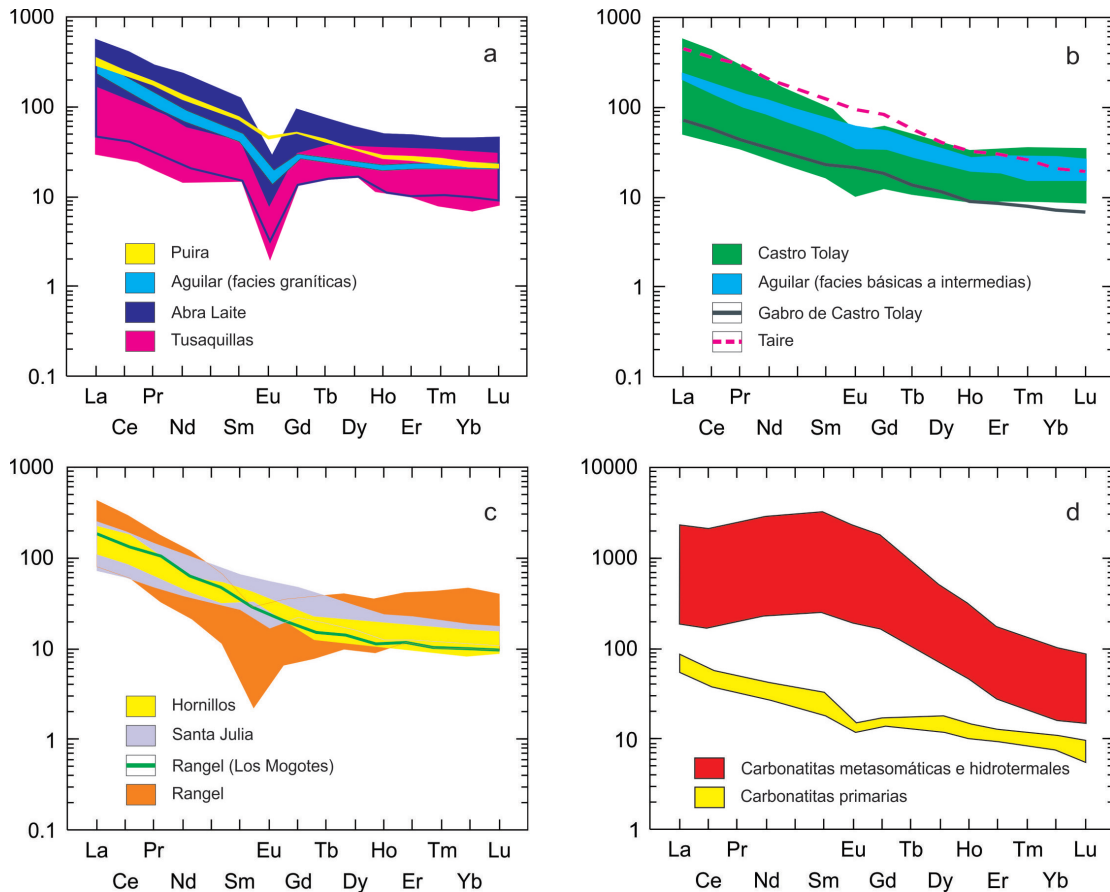 1000
100
10
1
0.1
a
Puira
Aguilar (facies graníticas)
Abra Laite
Tusaquillas
La Pr Eu Tb Ho Tm Lu
Ce Nd Sm Gd Dy Er Yb
1000
100
10
1
0.1
b
Castro Tolay
Aguilar (facies básicas a intermedias)
Gabro de Castro Tolay
Taire
La Pr Eu Tb Ho Tm Lu
Ce Nd Sm Gd Dy Er Yb
1000
100
10
1
0.1
c
Hornillos
Santa Julia
Rangel (Los Mogotes)
Rangel
La Pr Eu Tb Ho Tm Lu
Ce Nd Sm Gd Dy Er Yb
10000
1000
100
10
1
d
Carbonatitas metasomáticas e hidrotermales
Carbonatitas primarias
La Pr Eu Tb Ho Tm Lu
Ce Nd Sm Gd Dy Er Yb